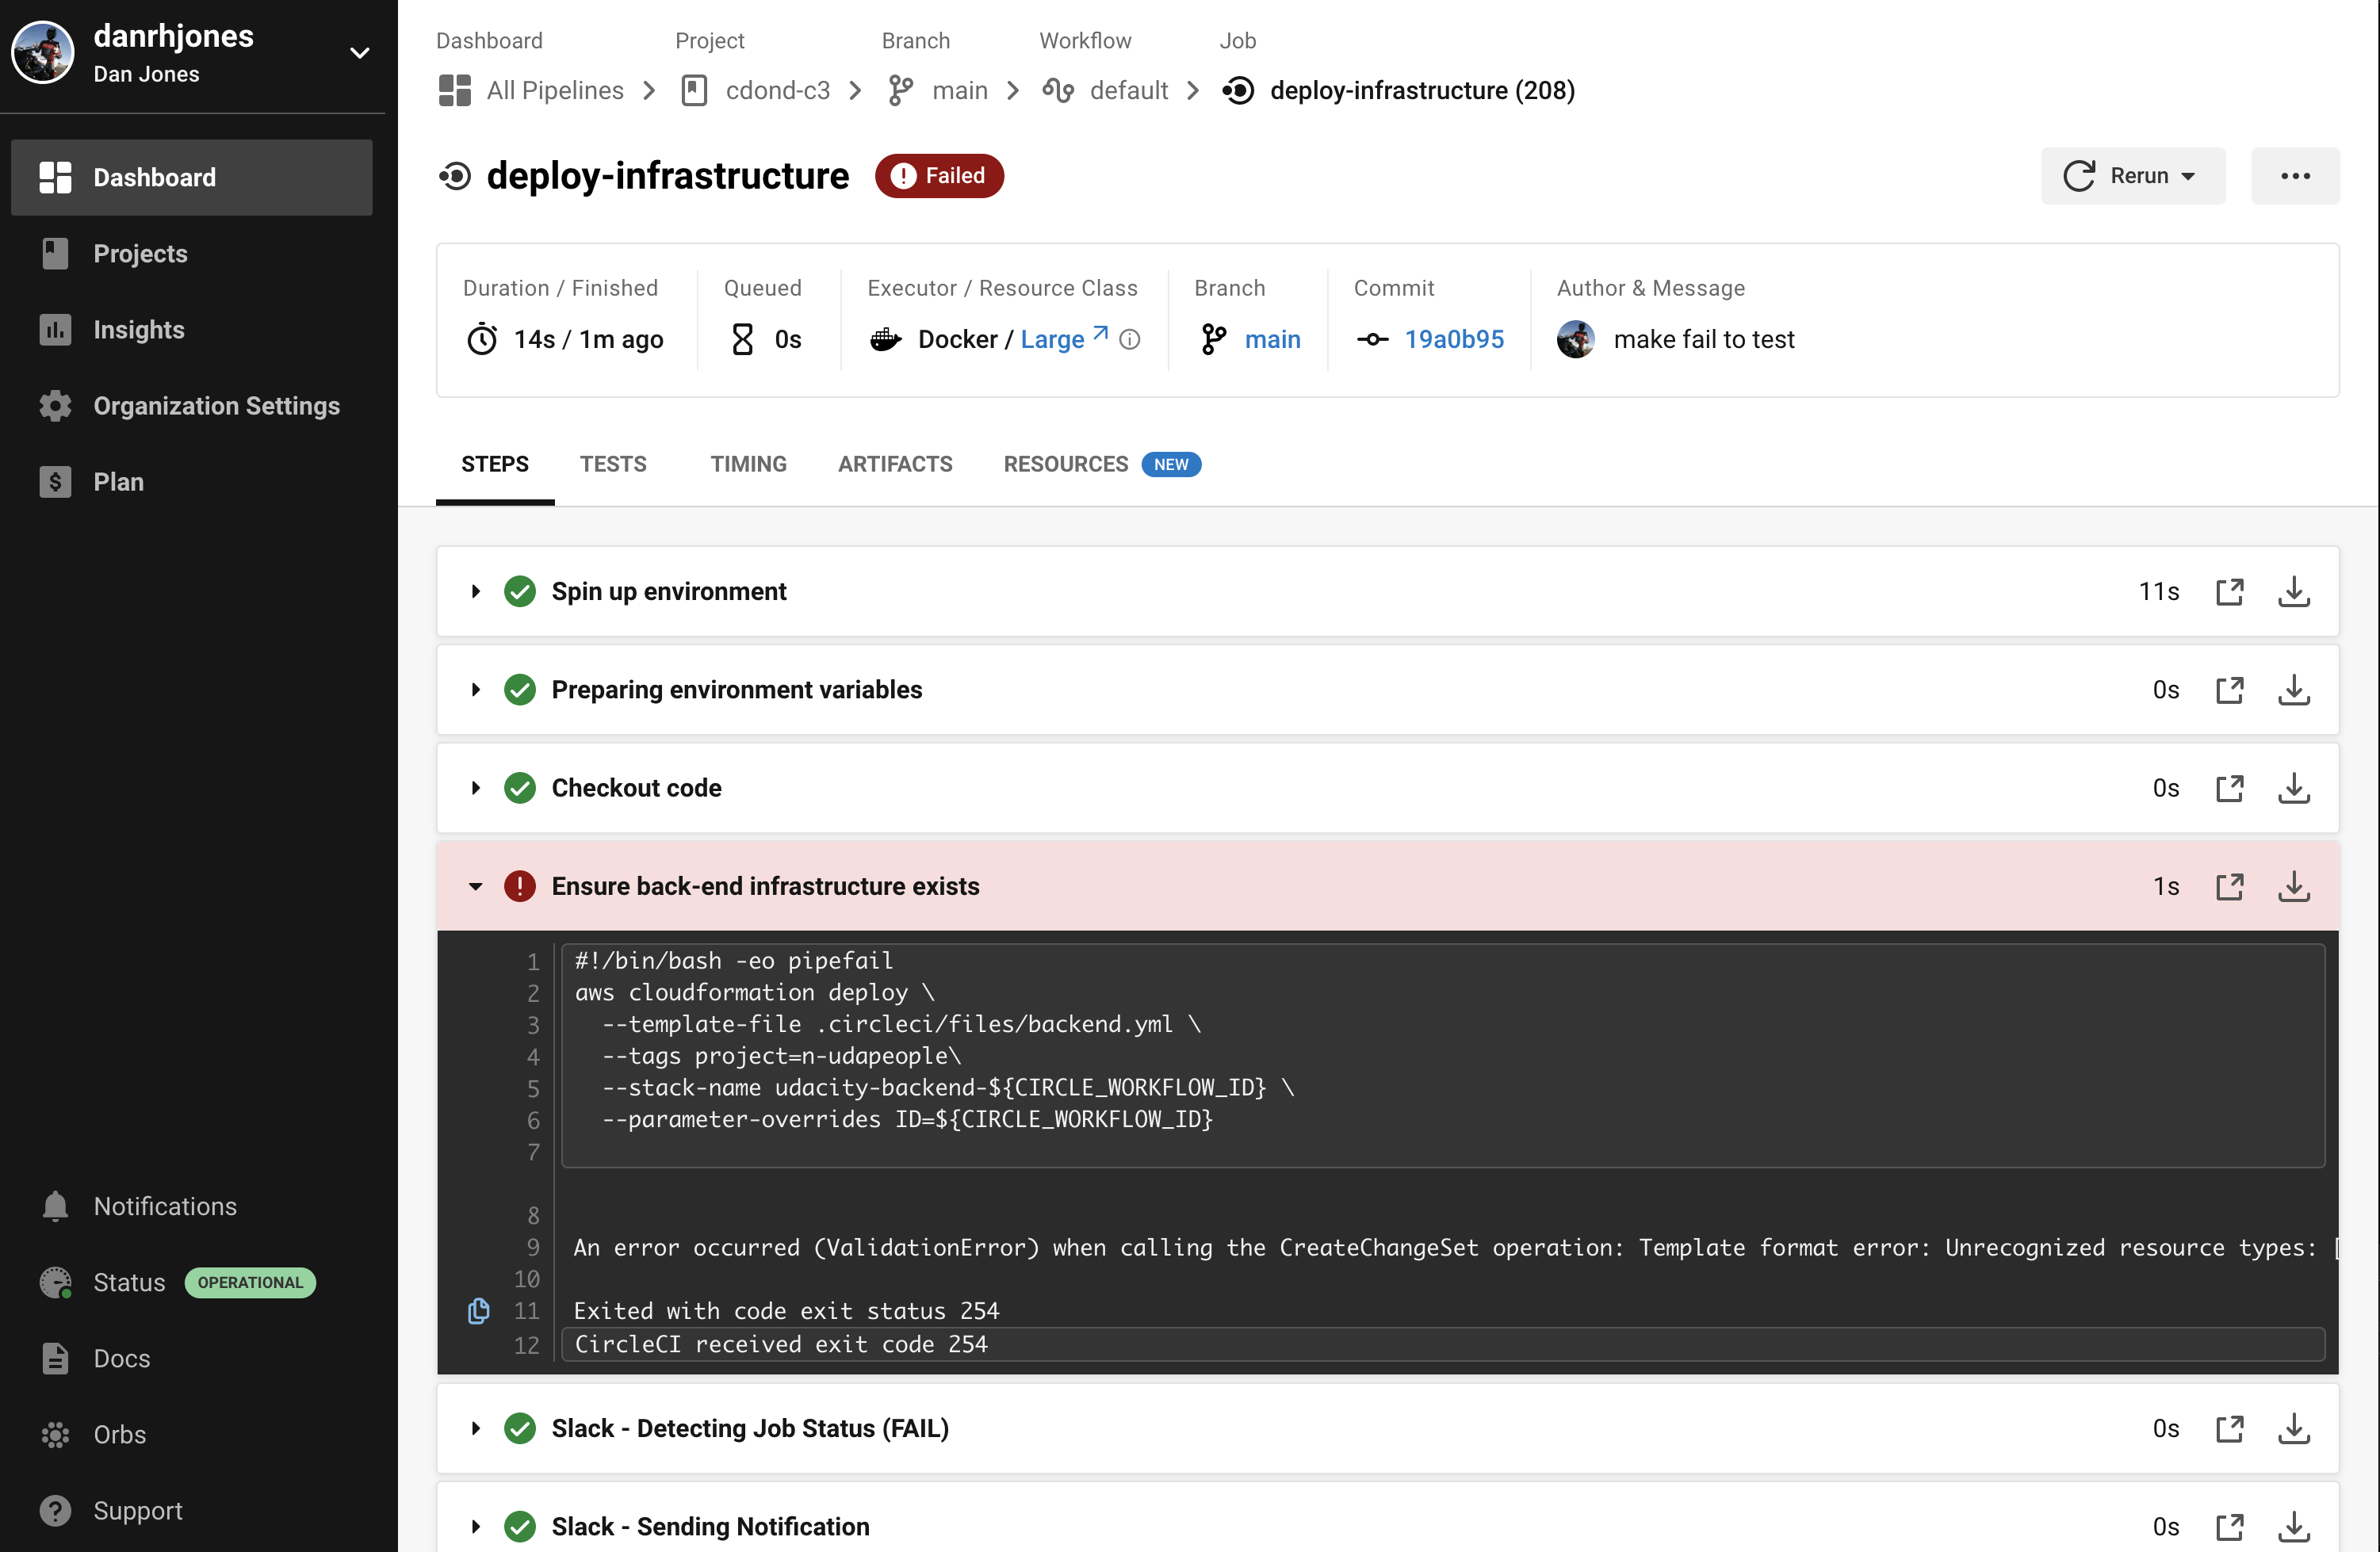 danrhjones
Dan Jones
Dashboard
Projects
Insights
Organization Settings
Plan
Notifications
Status OPERATIONAL
Docs
Orbs
Support
Dashboard Project Branch Workflow Job
All Pipelines cdond-c3 main default deploy-infrastructure (208)
deploy-infrastructure Failed
Rerun
Duration / Finished Queued Executor / Resource Class Branch Commit Author & Message
14s / 1m ago 0s Docker / Large main 19a0b95 make fail to test
STEPS TESTS TIMING ARTIFACTS RESOURCES NEW
Spin up environment 11s
Preparing environment variables 0s
Checkout code 0s
Ensure back-end infrastructure exists 1s
1 #!/bin/bash -eo pipefail
2 aws cloudformation deploy \
3 --template-file .circleci/files/backend.yml \
4 --tags project=n-udapeople\
5 --stack-name udacity-backend-${CIRCLE_WORKFLOW_ID} \
6 --parameter-overrides ID=${CIRCLE_WORKFLOW_ID}
7
8
9 An error occurred (ValidationError) when calling the CreateChangeSet operation: Template format error: Unrecognized resource types: [
10
11 Exited with code exit status 254
12 CircleCI received exit code 254
Slack - Detecting Job Status (FAIL) 0s
Slack - Sending Notification 0s